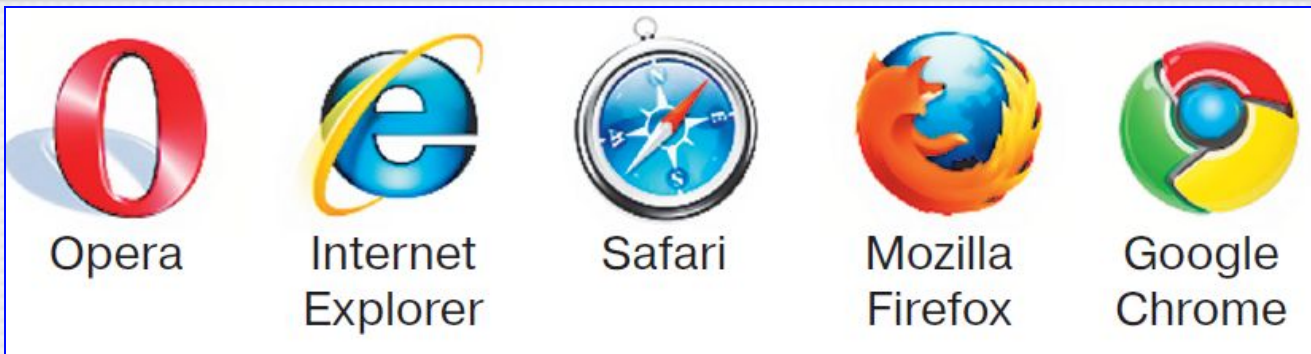 Opera
Internet
Explorer
Safari
Mozilla
Firefox
Google
Chrome